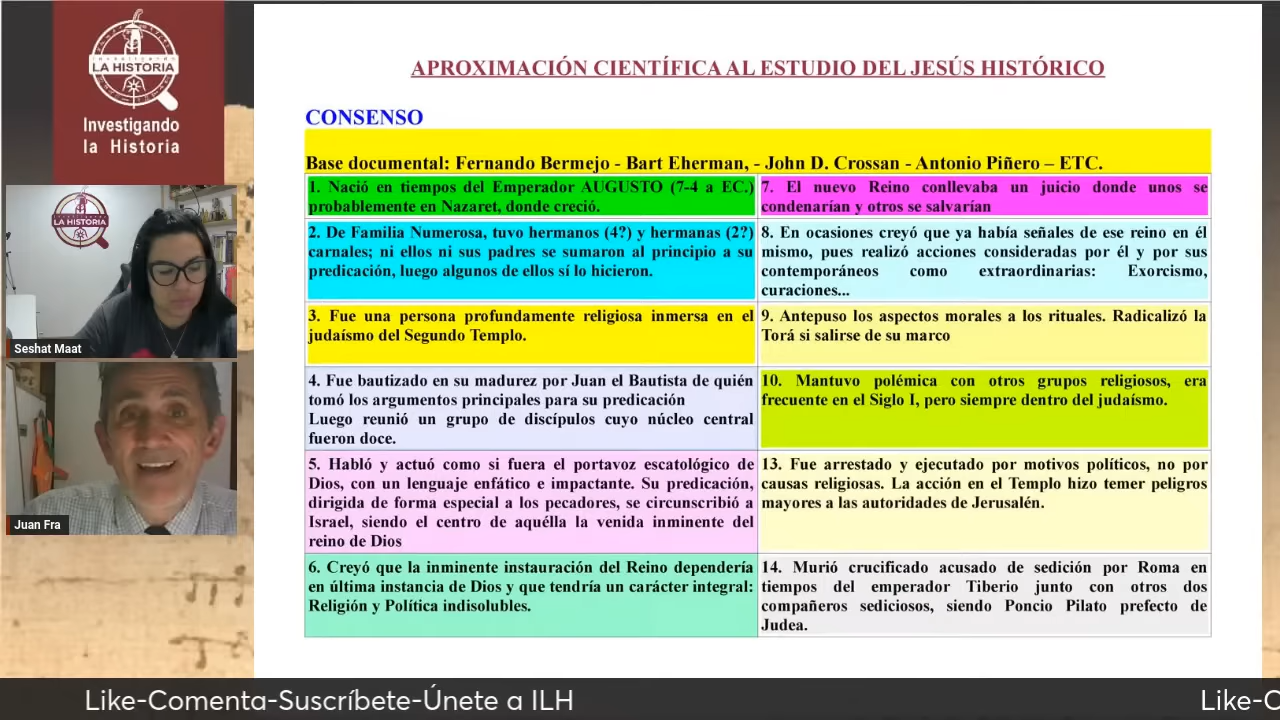 LA HISTORIA
Investigando
la Historia
LA HISTORIA
Seshat Maat
Juan Fra
APROXIMACIÓN CIENTÍFICA AL ESTUDIO DEL JESÚS HISTÓRICO
CONSENSO
Base documental: Fernando Bermejo - Bart Eherman, - John D. Crossan - Antonio Piñero – ETC.
1. Nació en tiempos del Emperador AUGUSTO (7-4 a EC.)
probablemente en Nazaret, donde creció.
2. De Familia Numerosa, tuvo hermanos (4?) y hermanas (2?)
carnales; ni ellos ni sus padres se sumaron al principio a su
predicación, luego algunos de ellos sí lo hicieron.
3. Fue una persona profundamente religiosa inmersa en el
judaísmo del Segundo Templo.
4. Fue bautizado en su madurez por Juan el Bautista de quién
tomó los argumentos principales para su predicación
Luego reunió un grupo de discípulos cuyo núcleo central
fueron doce.
5. Habló y actuó como si fuera el portavoz escatológico de
Dios, con un lenguaje enfático e impactante. Su predicación,
dirigida de forma especial a los pecadores, se circunscribió a
Israel, siendo el centro de aquélla la venida inminente del
reino de Dios
6. Creyó que la inminente instauración del Reino dependería
en última instancia de Dios y que tendría un carácter integral:
Religión y Política indisolubles.
7. El nuevo Reino conllevaba un juicio donde unos se
condenarían y otros se salvarían
8. En ocasiones creyó que ya había señales de ese reino en él
mismo, pues realizó acciones consideradas por él y por sus
contemporáneos como extraordinarias: Exorcismo,
curaciones...
9. Antepuso los aspectos morales a los rituales. Radicalizó la
Torá si salirse de su marco
10. Mantuvo polémica con otros grupos religiosos, era
frecuente en el Siglo I, pero siempre dentro del judaísmo.
13. Fue arrestado y ejecutado por motivos políticos, no por
causas religiosas. La acción en el Templo hizo temer peligros
mayores a las autoridades de Jerusalén.
14. Murió crucificado acusado de sedición por Roma en
tiempos del emperador Tiberio junto con otros dos
compañeros sediciosos, siendo Poncio Pilato prefecto de
Judea.
Like-Comenta-Suscríbete-Únete a ILH
Like-C